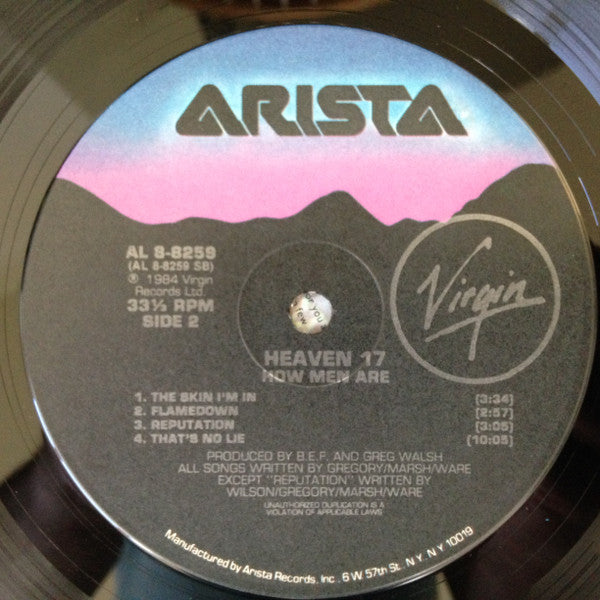 ARISTA
AL 8-8259
(AL 8-8259 SB)
℗ 1984 Virgin
Records Ltd.
33⅓ RPM
SIDE 2
Virgin
for you
few
HEAVEN 17
HOW MEN ARE
1. THE SKIN I'M IN [3:34]
2. FLAMEDOWN [2:57]
3. REPUTATION [3:05]
4. THAT'S NO LIE [10:05]
PRODUCED BY B.E.F. AND GREG WALSH
ALL SONGS WRITTEN BY GREGORY/MARSH/WARE
EXCEPT "REPUTATION" WRITTEN BY
WILSON/GREGORY/MARSH/WARE
UNAUTHORIZED DUPLICATION IS A
VIOLATION OF APPLICABLE LAWS
Manufactured by Arista Records, Inc. 6 W. 57th St. N.Y. N.Y. 10019